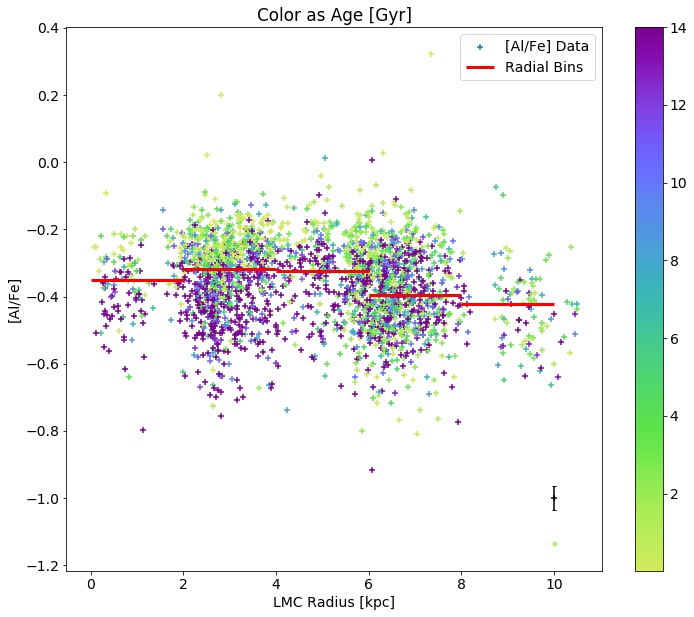 Color as Age [Gyr]
[Al/Fe] Data
Radial Bins
[Al/Fe]
0.4
0.2
0.0
−0.2
−0.4
−0.6
−0.8
−1.0
−1.2
0 2 4 6 8 10
LMC Radius [kpc]
14
12
10
8
6
4
2